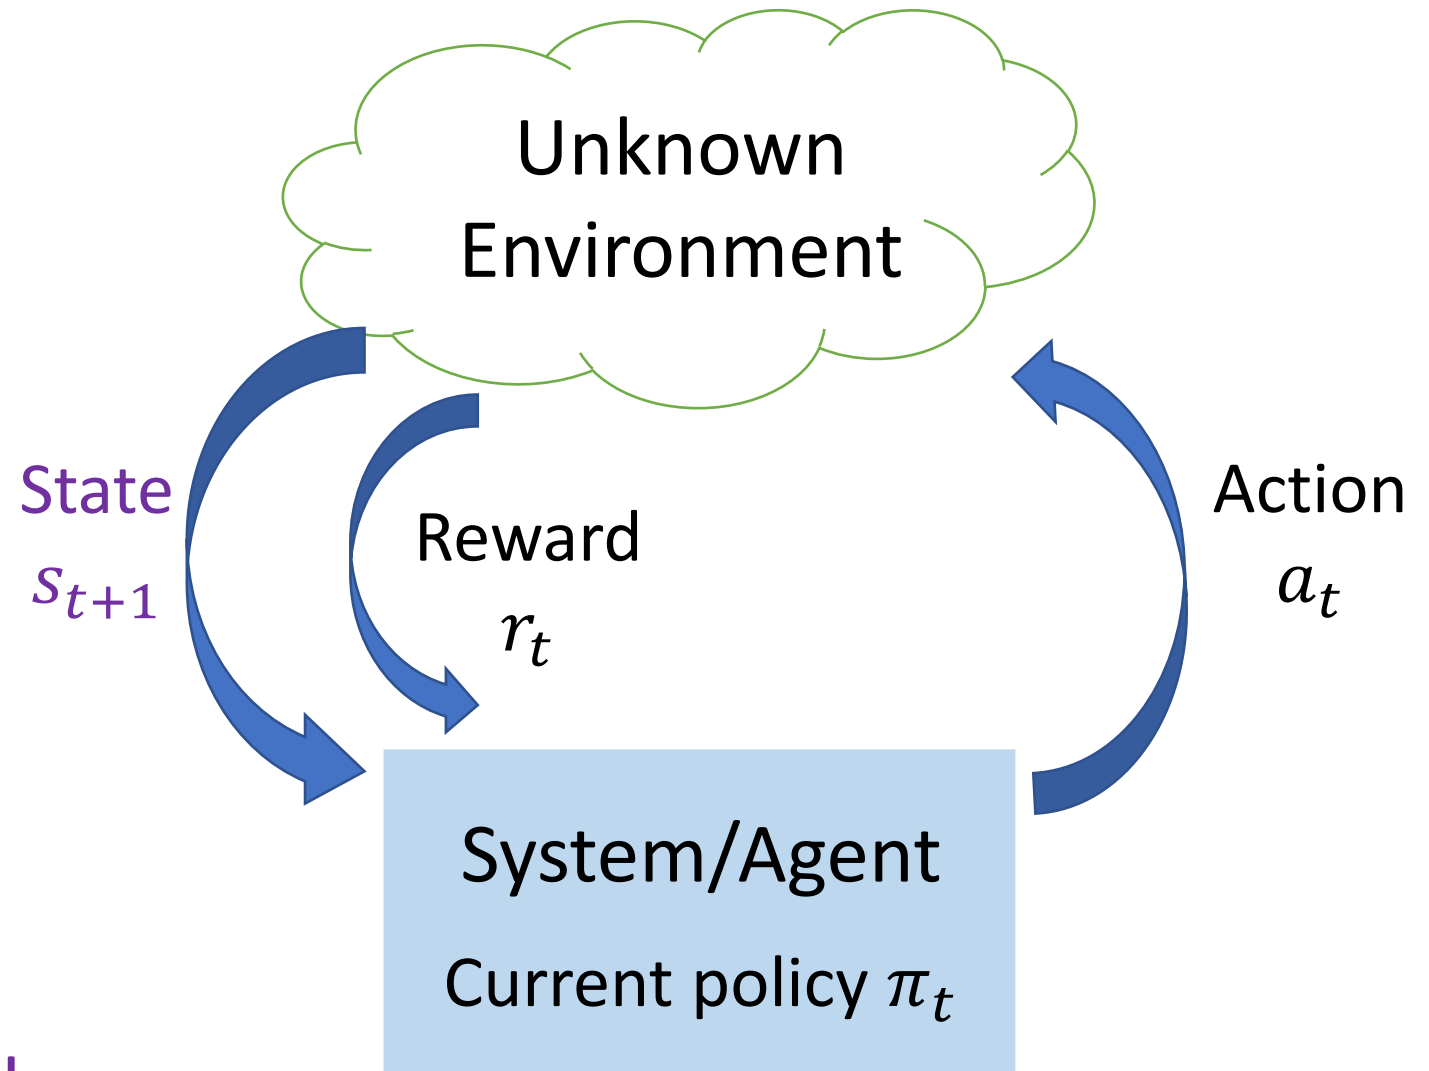 Unknown
Environment
State
s_{t+1}
Reward
r_t
Action
a_t
System/Agent
Current policy π_t